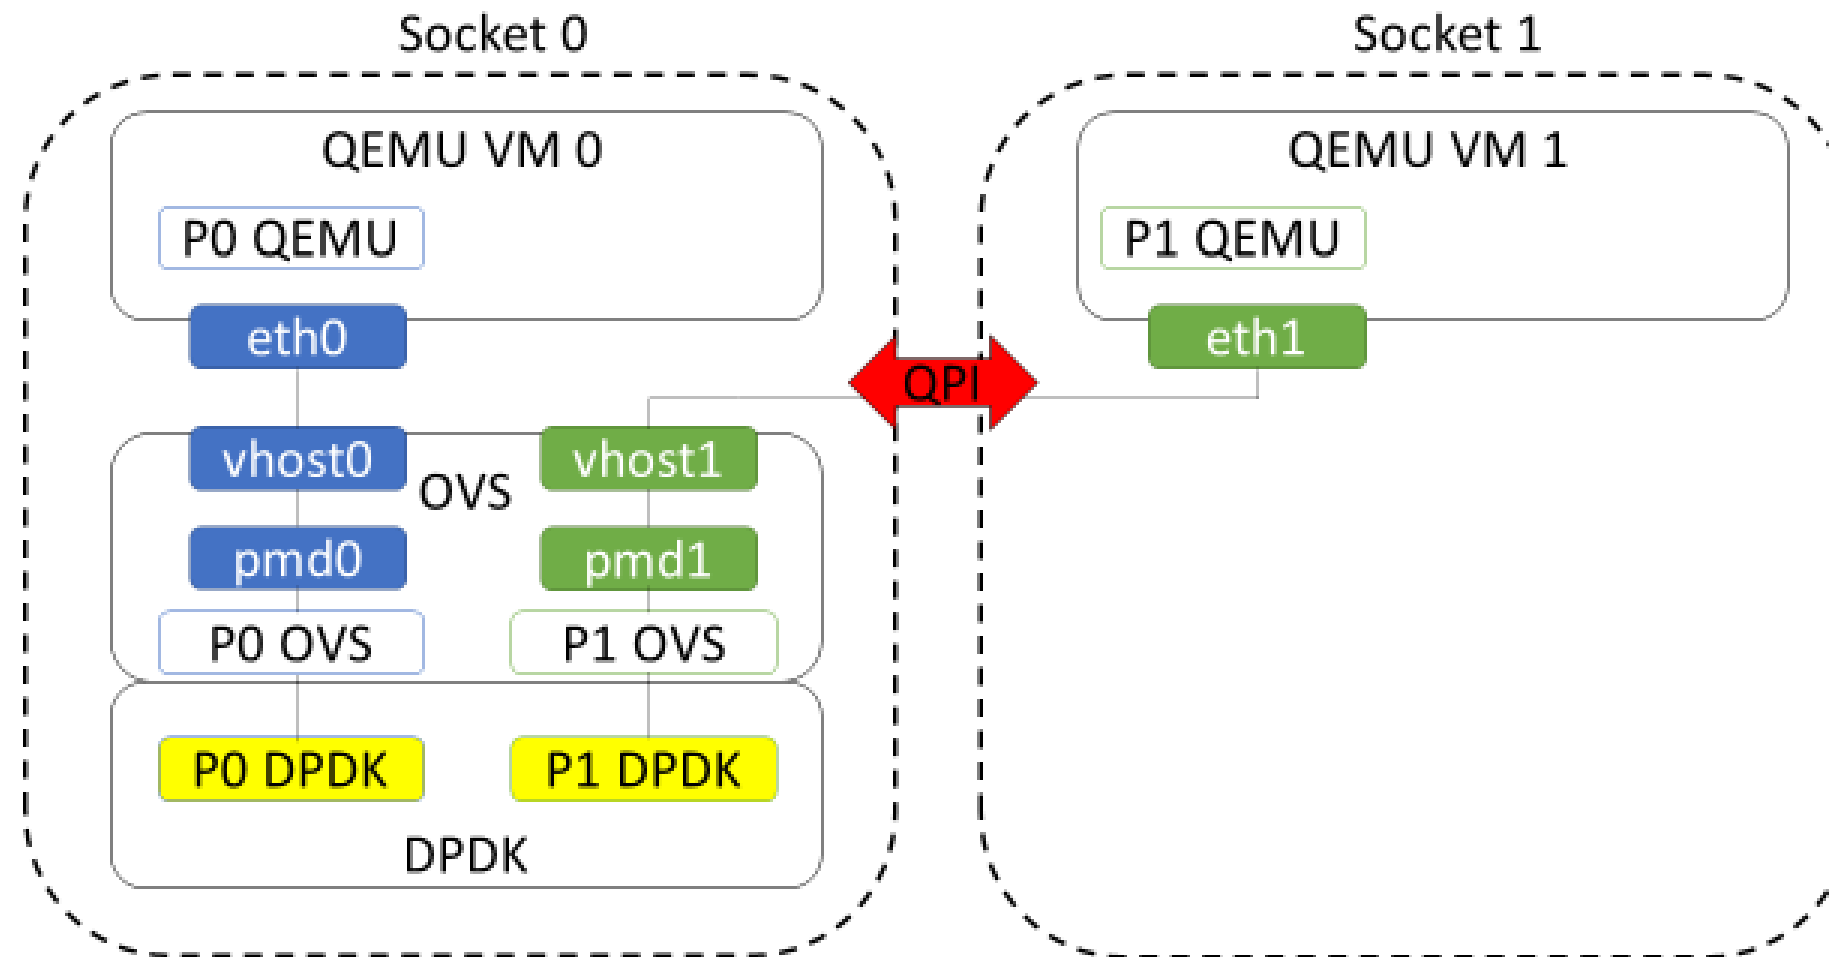 Socket 0
Socket 1
QEMU VM 0
QEMU VM 1
P0 QEMU
P1 QEMU
eth0
eth1
QPI
vhost0
OVS
vhost1
pmd0
pmd1
P0 OVS
P1 OVS
P0 DPDK
P1 DPDK
DPDK